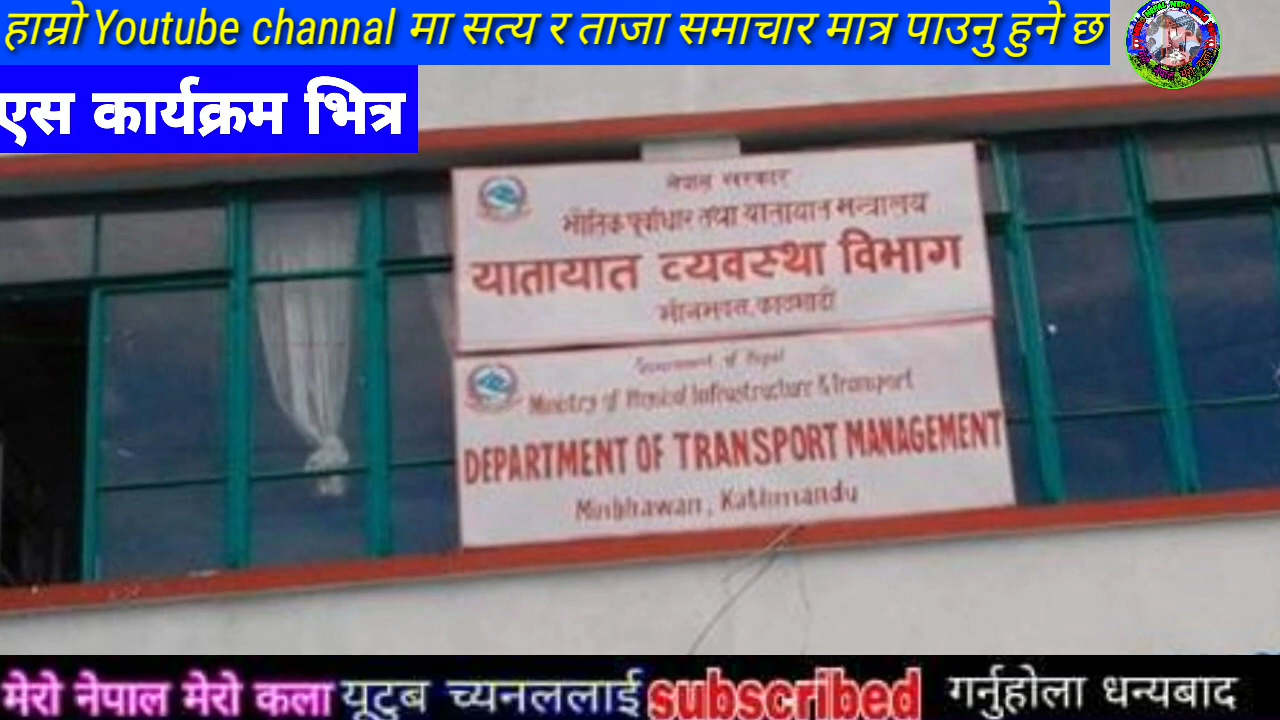 हाम्रो Youtube channal मा सत्य र ताजा समाचार मात्र पाउनु हुने छ
एस कार्यक्रम भित्र
नेपाल सरकार
भौतिक पूर्वाधार तथा यातायात मन्त्रालय
यातायात व्यवस्था विभाग
मीनभवन, काठमाडौं
Government of Nepal
Ministry of Physical Infrastructure & Transport
DEPARTMENT OF TRANSPORT MANAGEMENT
Minbhawan, Kathmandu
मेरो नेपाल मेरो कला यूटुब च्यनललाई subscribed गर्नुहोला धन्यबाद